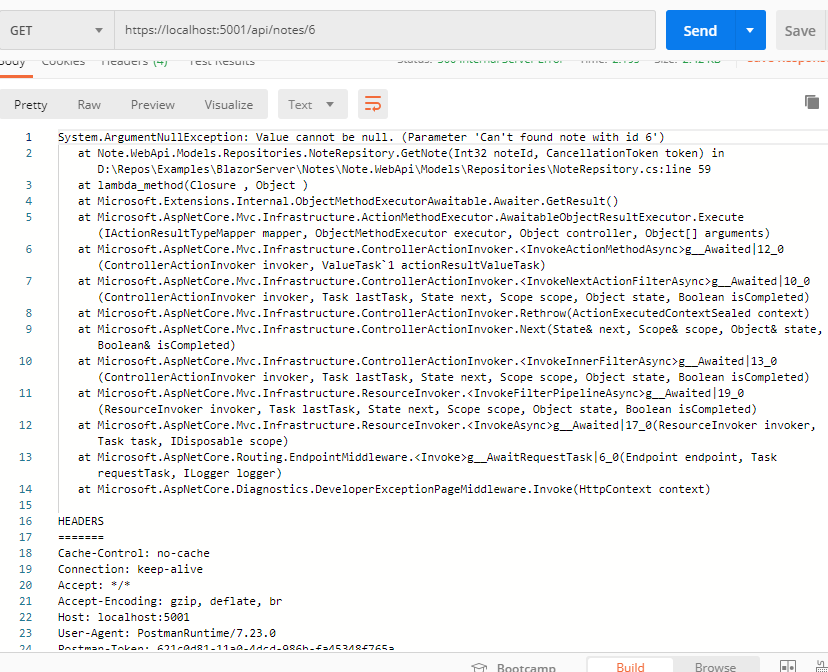 GET
https://localhost:5001/api/notes/6
Send
Save
Body Cookies Headers (4) Test Results Status: 500 Internal Server Error Time: Size:
Pretty Raw Preview Visualize Text
1 System.ArgumentNullException: Value cannot be null. (Parameter 'Can't found note with id 6')
2 at Note.WebApi.Models.Repositories.NoteRepsitory.GetNote(Int32 noteId, CancellationToken token) in
D:\Repos\Examples\BlazorServer\Notes\Note.WebApi\Models\Repositories\NoteRepsitory.cs:line 59
3 at lambda_method(Closure , Object )
4 at Microsoft.Extensions.Internal.ObjectMethodExecutorAwaitable.Awaiter.GetResult()
5 at Microsoft.AspNetCore.Mvc.Infrastructure.ActionMethodExecutor.AwaitableObjectResultExecutor.Execute
(IActionResultTypeMapper mapper, ObjectMethodExecutor executor, Object controller, Object[] arguments)
6 at Microsoft.AspNetCore.Mvc.Infrastructure.ControllerActionInvoker.<InvokeActionMethodAsync>g__Awaited|12_0
(ControllerActionInvoker invoker, ValueTask`1 actionResultValueTask)
7 at Microsoft.AspNetCore.Mvc.Infrastructure.ControllerActionInvoker.<InvokeNextActionFilterAsync>g__Awaited|10_0
(ControllerActionInvoker invoker, Task lastTask, State next, Scope scope, Object state, Boolean isCompleted)
8 at Microsoft.AspNetCore.Mvc.Infrastructure.ControllerActionInvoker.Rethrow(ActionExecutedContextSealed context)
9 at Microsoft.AspNetCore.Mvc.Infrastructure.ControllerActionInvoker.Next(State& next, Scope& scope, Object& state,
Boolean& isCompleted)
10 at Microsoft.AspNetCore.Mvc.Infrastructure.ControllerActionInvoker.<InvokeInnerFilterAsync>g__Awaited|13_0
(ControllerActionInvoker invoker, Task lastTask, State next, Scope scope, Object state, Boolean isCompleted)
11 at Microsoft.AspNetCore.Mvc.Infrastructure.ResourceInvoker.<InvokeFilterPipelineAsync>g__Awaited|19_0
(ResourceInvoker invoker, Task lastTask, State next, Scope scope, Object state, Boolean isCompleted)
12 at Microsoft.AspNetCore.Mvc.Infrastructure.ResourceInvoker.<InvokeAsync>g__Awaited|17_0(ResourceInvoker invoker,
Task task, IDisposable scope)
13 at Microsoft.AspNetCore.Routing.EndpointMiddleware.<Invoke>g__AwaitRequestTask|6_0(Endpoint endpoint, Task
requestTask, ILogger logger)
14 at Microsoft.AspNetCore.Diagnostics.DeveloperExceptionPageMiddleware.Invoke(HttpContext context)
15
16 HEADERS
17 =======
18 Cache-Control: no-cache
19 Connection: keep-alive
20 Accept: */*
21 Accept-Encoding: gzip, deflate, br
22 Host: localhost:5001
23 User-Agent: PostmanRuntime/7.23.0
24 Postman-Token: 621c0d81-11a0-4dcd-986b-fa45348f765a
Bootcamp Build Browse